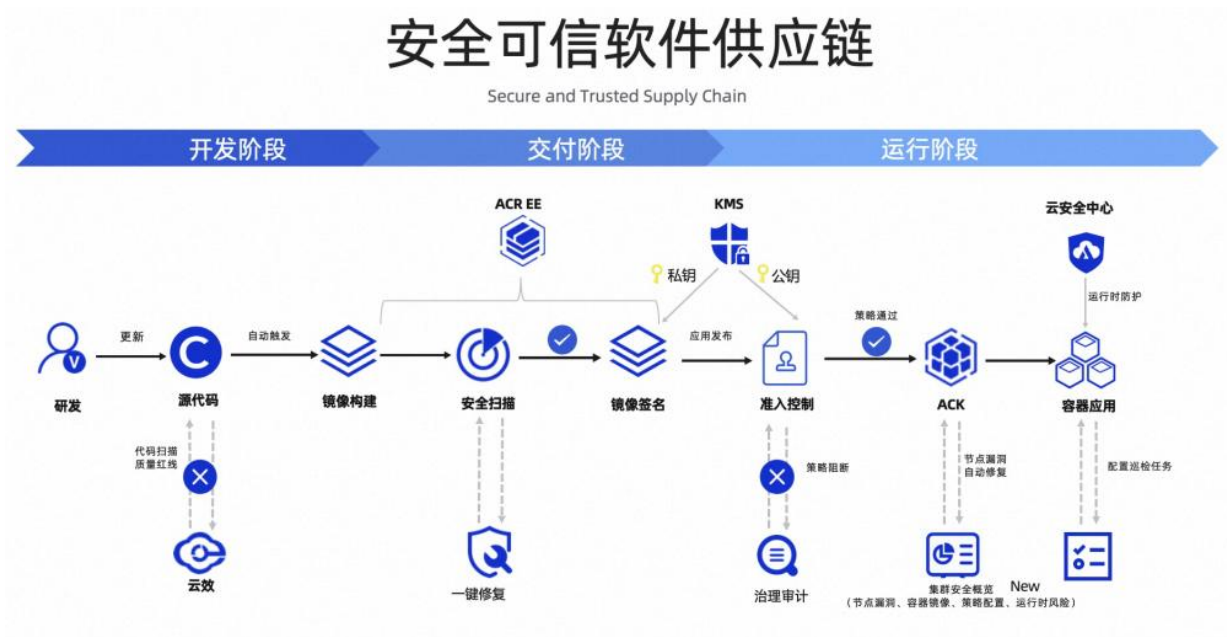 安全可信软件供应链
Secure and Trusted Supply Chain
开发阶段
交付阶段
运行阶段
ACR EE
KMS
云安全中心
私钥
公钥
运行时防护
更新
自动触发
应用发布
策略通过
V
C
研发
源代码
镜像构建
安全扫描
镜像签名
准入控制
ACK
容器应用
代码扫描
质量红线
策略阻断
节点漏洞
自动修复
配置巡检任务
云效
一键修复
治理审计
集群安全概览
New
（节点漏洞、容器镜像、策略配置、运行时风险）